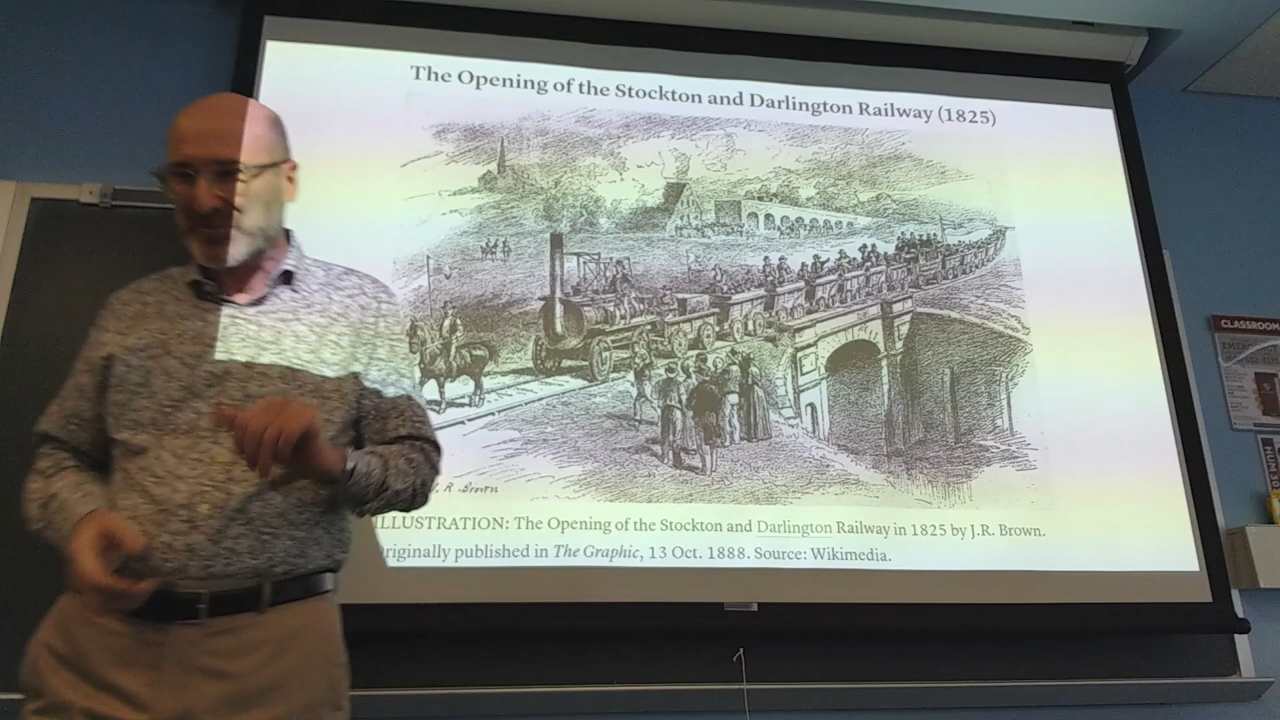 The Opening of the Stockton and Darlington Railway (1825)
R. Brown
ILLUSTRATION: The Opening of the Stockton and Darlington Railway in 1825 by J.R. Brown.
riginally published in The Graphic, 13 Oct. 1888. Source: Wikimedia.
CLASSROOM